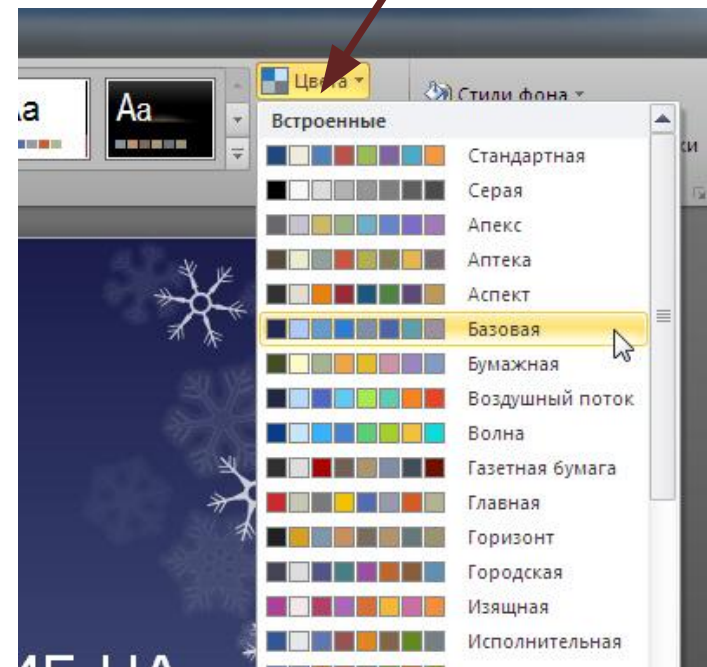 Цвета
Стили фона
Aa
Встроенные
Стандартная
Серая
Апекс
Аптека
Аспект
Базовая
Бумажная
Воздушный поток
Волна
Газетная бумага
Главная
Горизонт
Городская
Изящная
Исполнительная